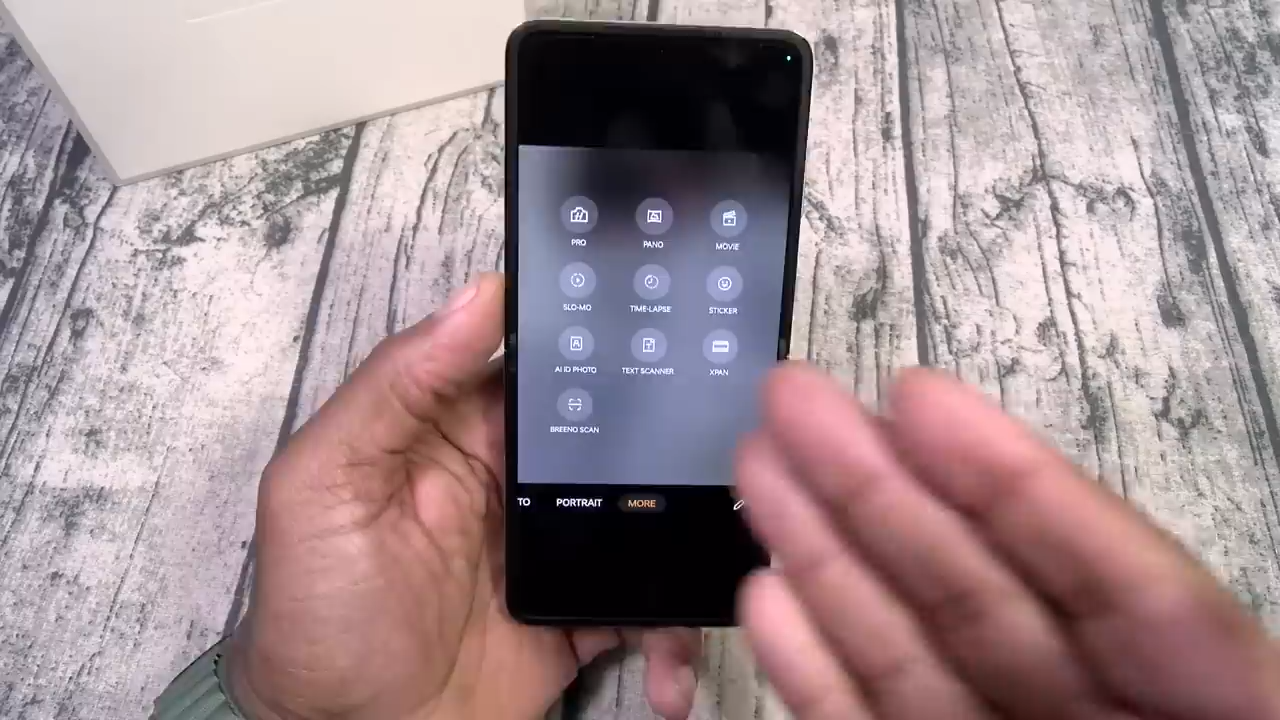 PRO PANO MOVIE
SLO-MO TIME-LAPSE STICKER
AI ID PHOTO TEXT SCANNER XPAN
BREENO SCAN
TO PORTRAIT MORE